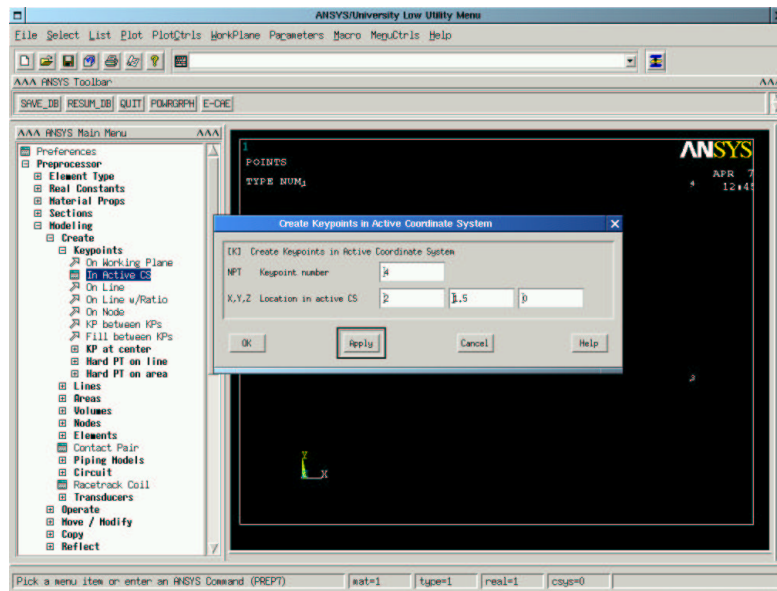 ANSYS/University Low Utility Menu
File Select List Plot PlotCtrls WorkPlane Parameters Macro MenuCtrls Help
ANSYS Toolbar
SAVE_DB RESUM_DB QUIT POWRGRPH E-CAE
ANSYS Main Menu
Preferences
Preprocessor
Element Type
Real Constants
Material Props
Sections
Modeling
Create
Keypoints
On Working Plane
In Active CS
On Line
On Line w/Ratio
On Node
KP between KPs
Fill between KPs
KP at center
Hard PT on line
Hard PT on area
Lines
Areas
Volumes
Nodes
Elements
Contact Pair
Piping Models
Circuit
Racetrack Coil
Transducers
Operate
Move / Modify
Copy
Reflect
1
POINTS
TYPE NUM
ANSYS
APR 7
4
Create Keypoints in Active Coordinate System
[K] Create Keypoints in Active Coordinate System
NPT Keypoint number 4
X,Y,Z Location in active CS 2 1.5 0
OK Apply Cancel Help
3
Y
X
Pick a menu item or enter an ANSYS Command (PREP7) mat=1 type=1 real=1 csys=0